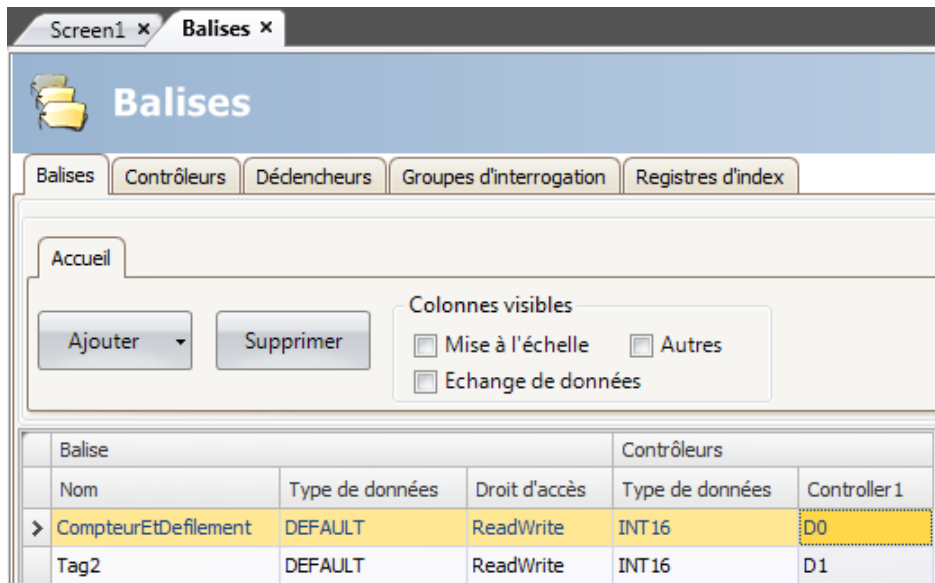 Screen1 × Balises ×
Balises
Balises Contrôleurs Déclencheurs Groupes d'interrogation Registres d'index
Accueil
Colonnes visibles
Ajouter Supprimer Mise à l'échelle Autres
Echange de données
Balise Contrôleurs
Nom Type de données Droit d'accès Type de données Controller1
CompteurEtDefilement DEFAULT ReadWrite INT16 D0
Tag2 DEFAULT ReadWrite INT16 D1